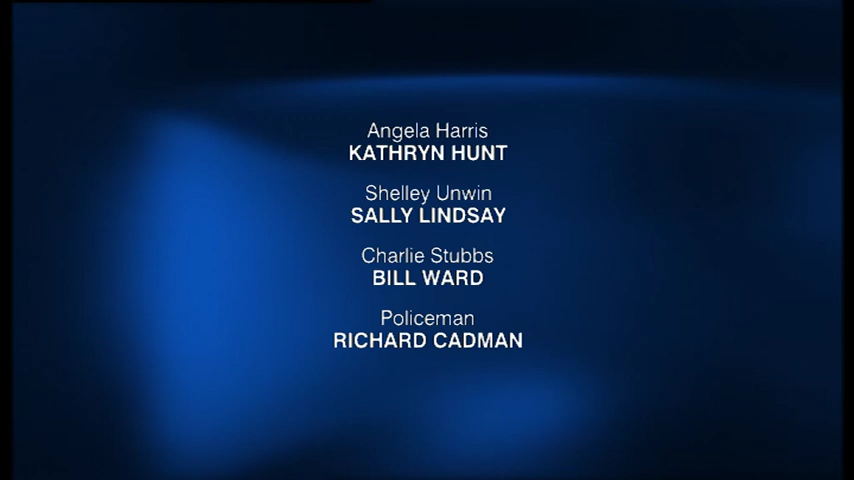 Angela Harris
KATHRYN HUNT
Shelley Unwin
SALLY LINDSAY
Charlie Stubbs
BILL WARD
Policeman
RICHARD CADMAN